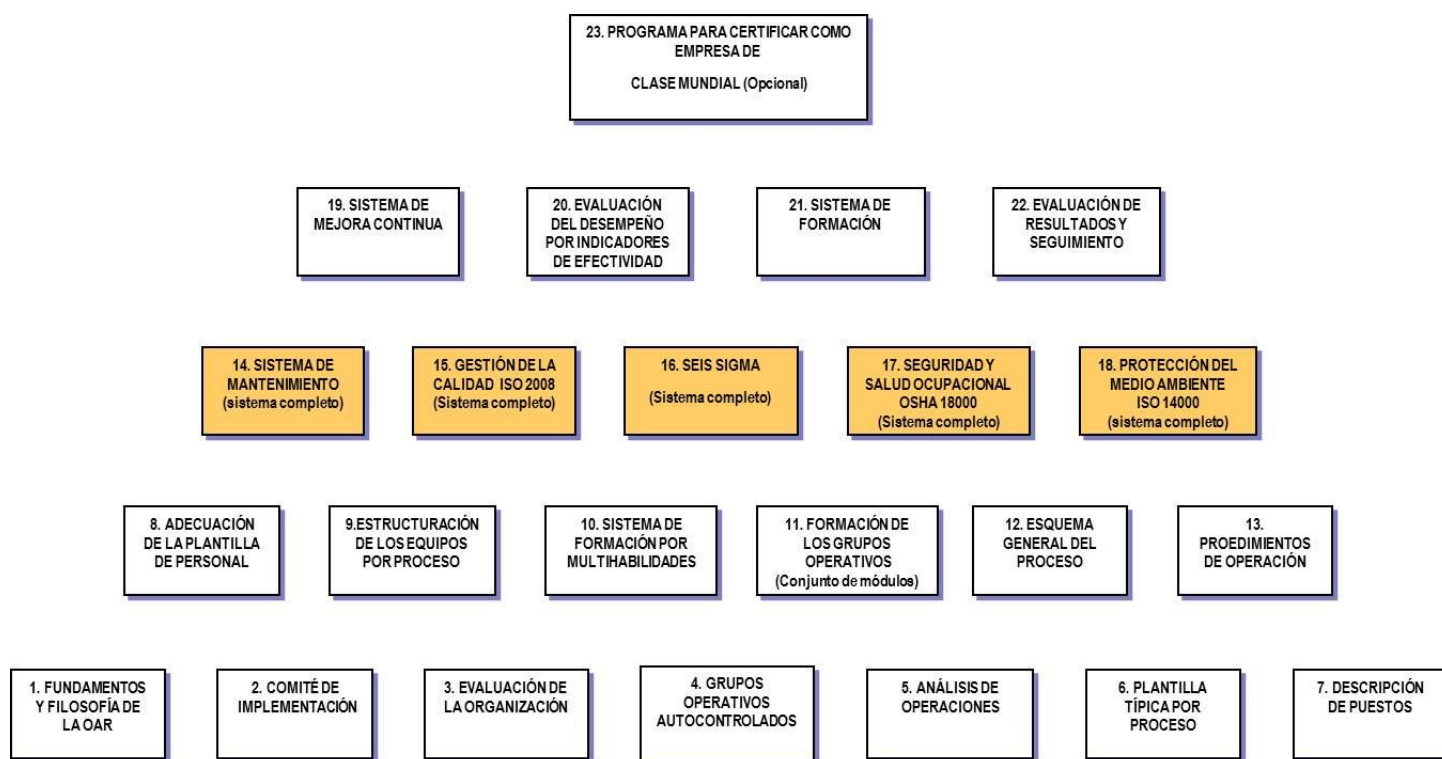 23. PROGRAMA PARA CERTIFICAR COMO
EMPRESA DE
CLASE MUNDIAL (Opcional)
19. SISTEMA DE
MEJORA CONTINUA
20. EVALUACIÓN
DEL DESEMPEÑO
POR INDICADORES
DE EFECTIVIDAD
21. SISTEMA DE
FORMACIÓN
22. EVALUACIÓN DE
RESULTADOS Y
SEGUIMIENTO
14. SISTEMA DE
MANTENIMIENTO
(sistema completo)
15. GESTIÓN DE LA
CALIDAD ISO 2008
(Sistema completo)
16. SEIS SIGMA
(Sistema completo)
17. SEGURIDAD Y
SALUD OCUPACIONAL
OSHA 18000
(Sistema completo)
18. PROTECCIÓN DEL
MEDIO AMBIENTE
ISO 14000
(sistema completo)
8. ADECUACIÓN
DE LA PLANTILLA
DE PERSONAL
9.ESTRUCTURACIÓN
DE LOS EQUIPOS
POR PROCESO
10. SISTEMA DE
FORMACIÓN POR
MULTIHABILIDADES
11. FORMACIÓN DE
LOS GRUPOS
OPERATIVOS
(Conjunto de módulos)
12. ESQUEMA
GENERAL DEL
PROCESO
13.
PROEDIMIENTOS
DE OPERACIÓN
1. FUNDAMENTOS
Y FILOSOFÍA DE
LA OAR
2. COMITÉ DE
IMPLEMENTACIÓN
3. EVALUACIÓN DE
LA ORGANIZACIÓN
4. GRUPOS
OPERATIVOS
AUTOCONTROLADOS
5. ANÁLISIS DE
OPERACIONES
6. PLANTILLA
TÍPICA POR
PROCESO
7. DESCRIPCIÓN
DE PUESTOS